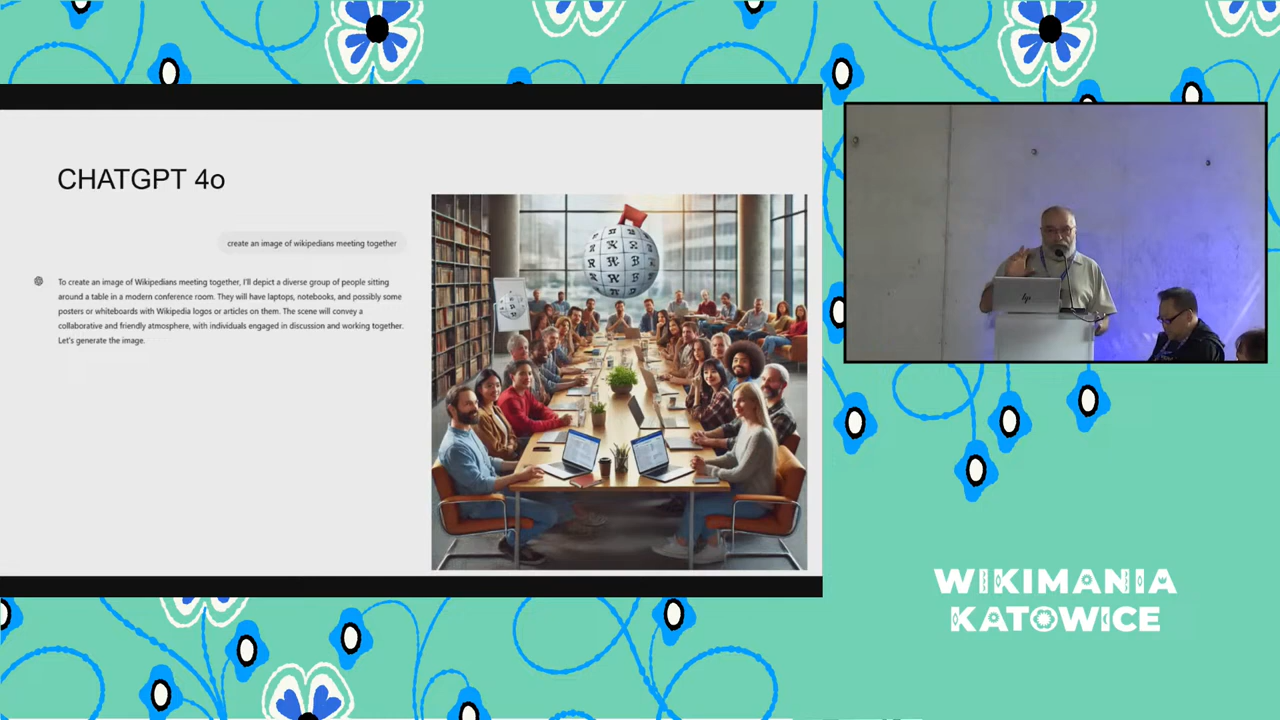 CHATGPT 4o
create an image of wikipedians meeting together
To create an image of Wikipedians meeting together, I'll depict a diverse group of people sitting
around a table in a modern conference room. They will have laptops, notebooks, and possibly some
posters or whiteboards with Wikipedia logos or articles on them. The scene will convey a
collaborative and friendly atmosphere, with individuals engaged in discussion and working together.
Let's generate the image.
hp
WIKIMANIA
KATOWICE